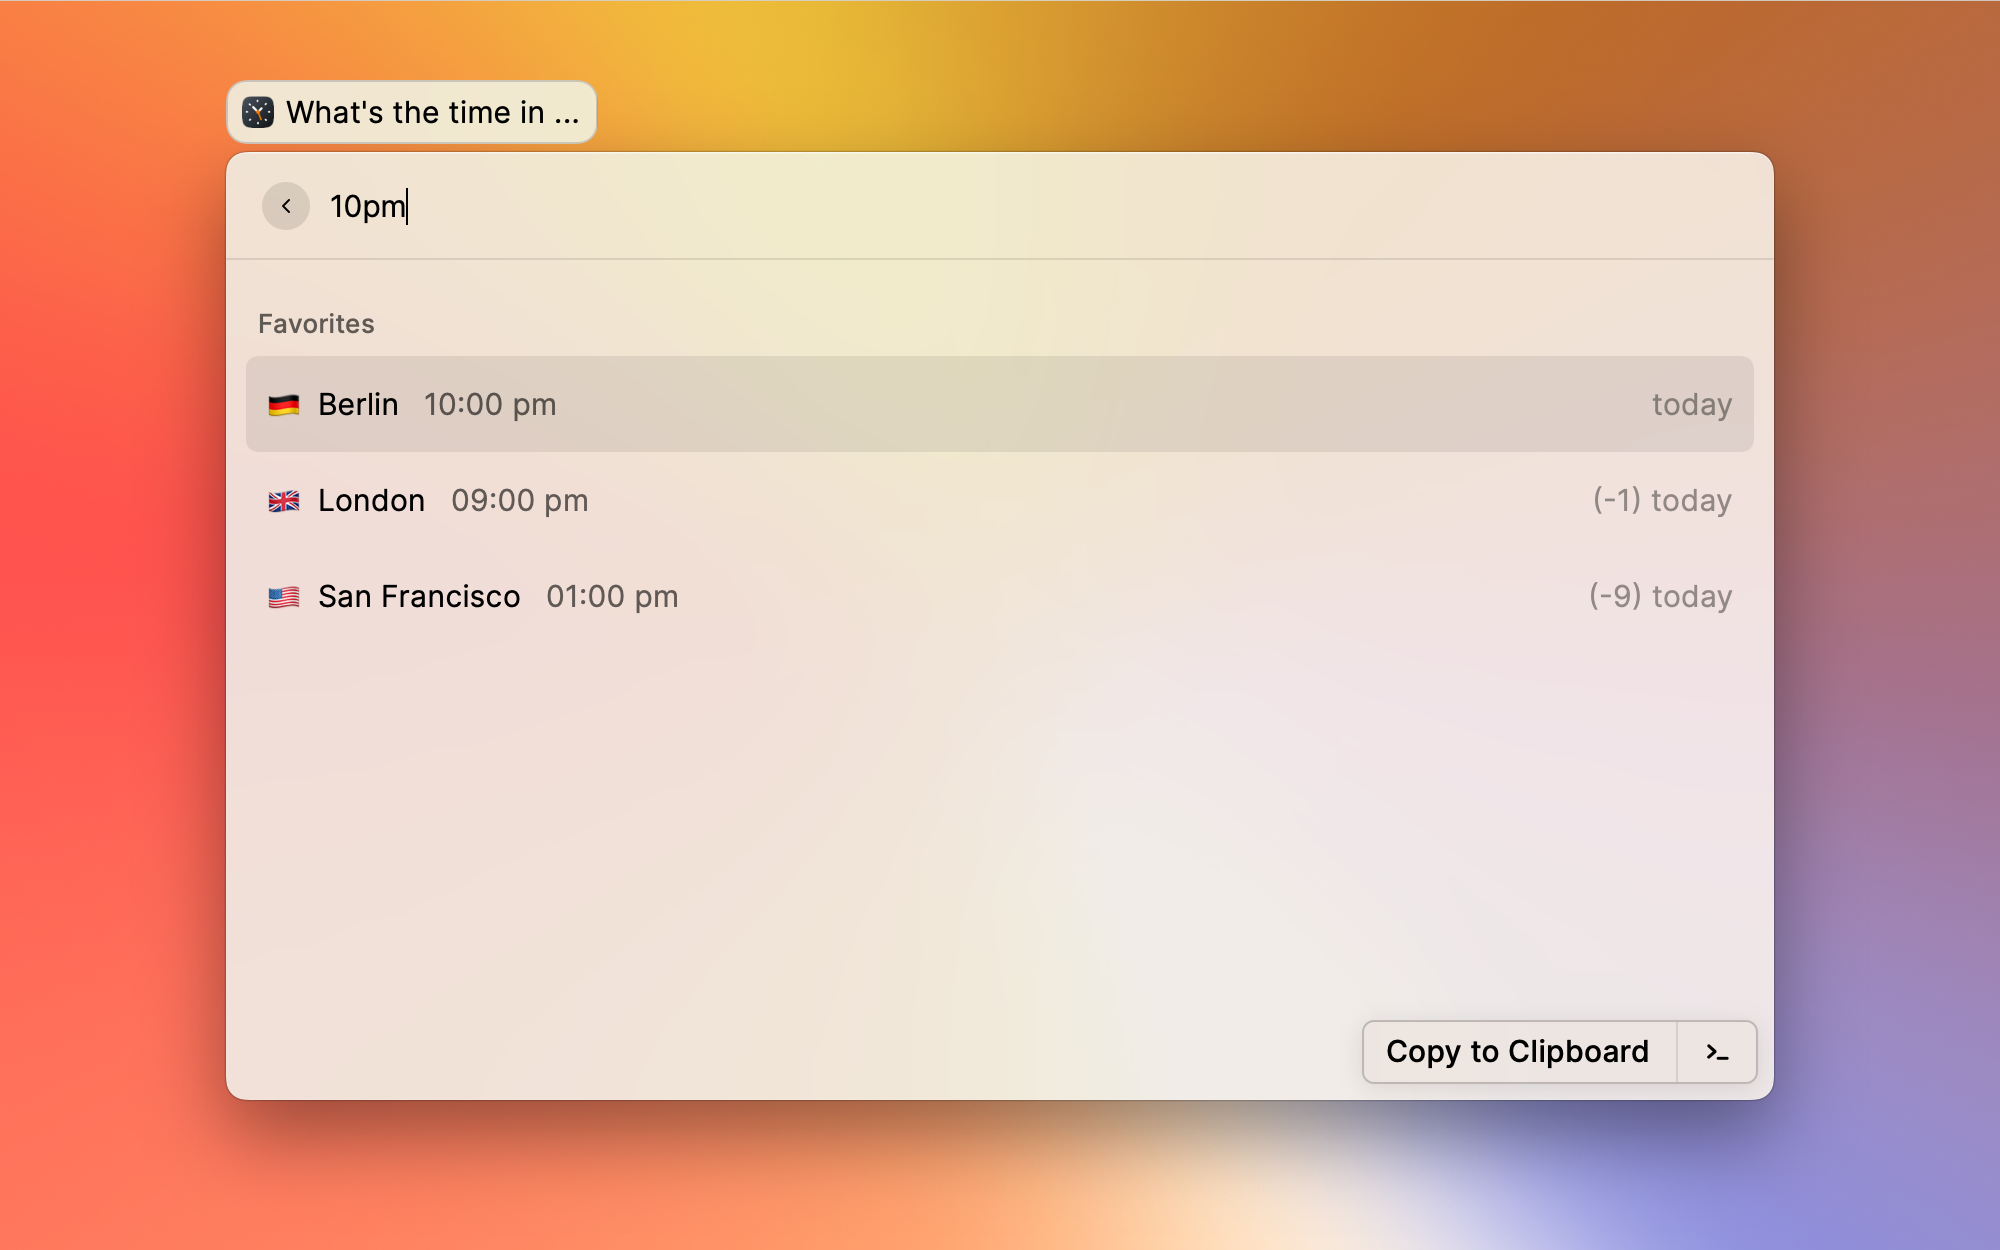 What's the time in ...
10pm
Favorites
Berlin 10:00 pm today
London 09:00 pm (-1) today
San Francisco 01:00 pm (-9) today
Copy to Clipboard >_